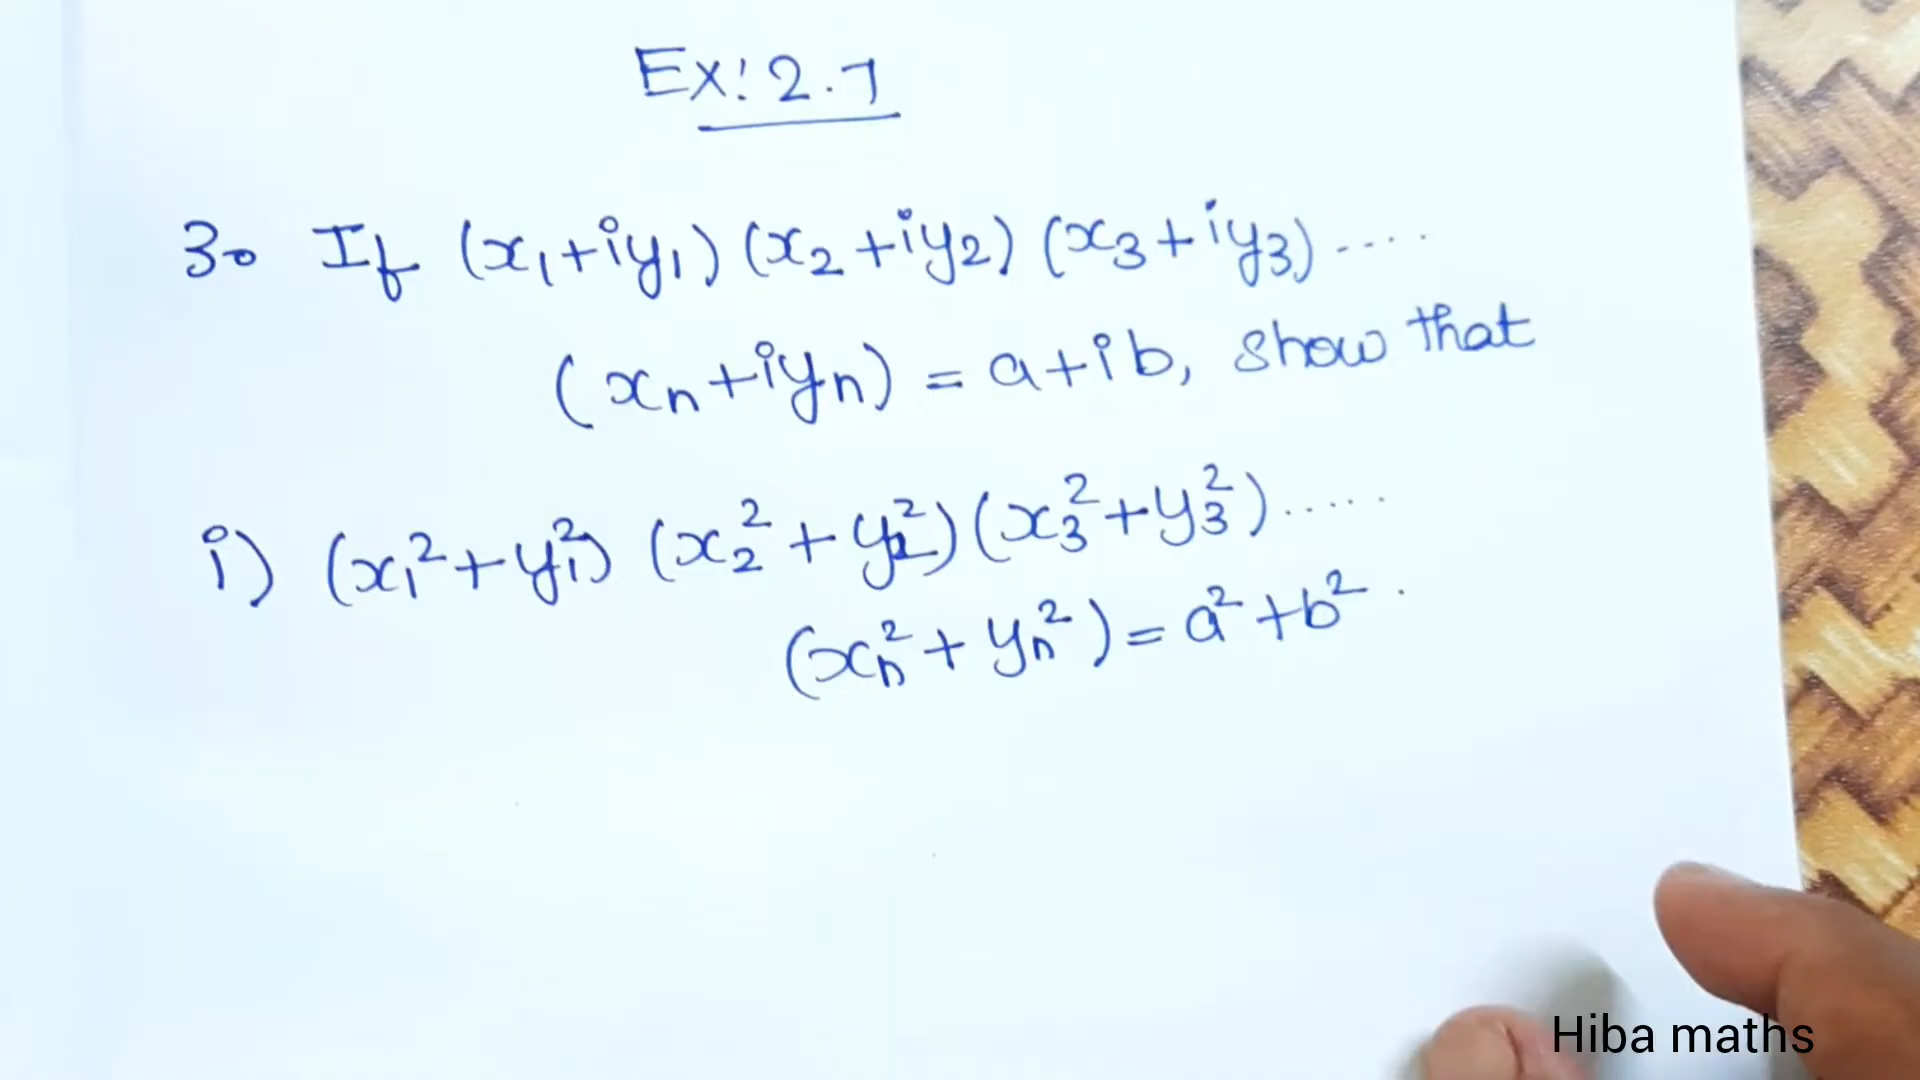 Ex: 2.7
3. If (x₁+iy₁) (x₂+iy₂) (x₃+iy₃) ....
(xₙ+iyₙ) = a+ib, show that
i) (x₁²+y₁²) (x₂²+y₂²) (x₃²+y₃²) .....
(xₙ²+yₙ²) = a²+b².
Hiba maths